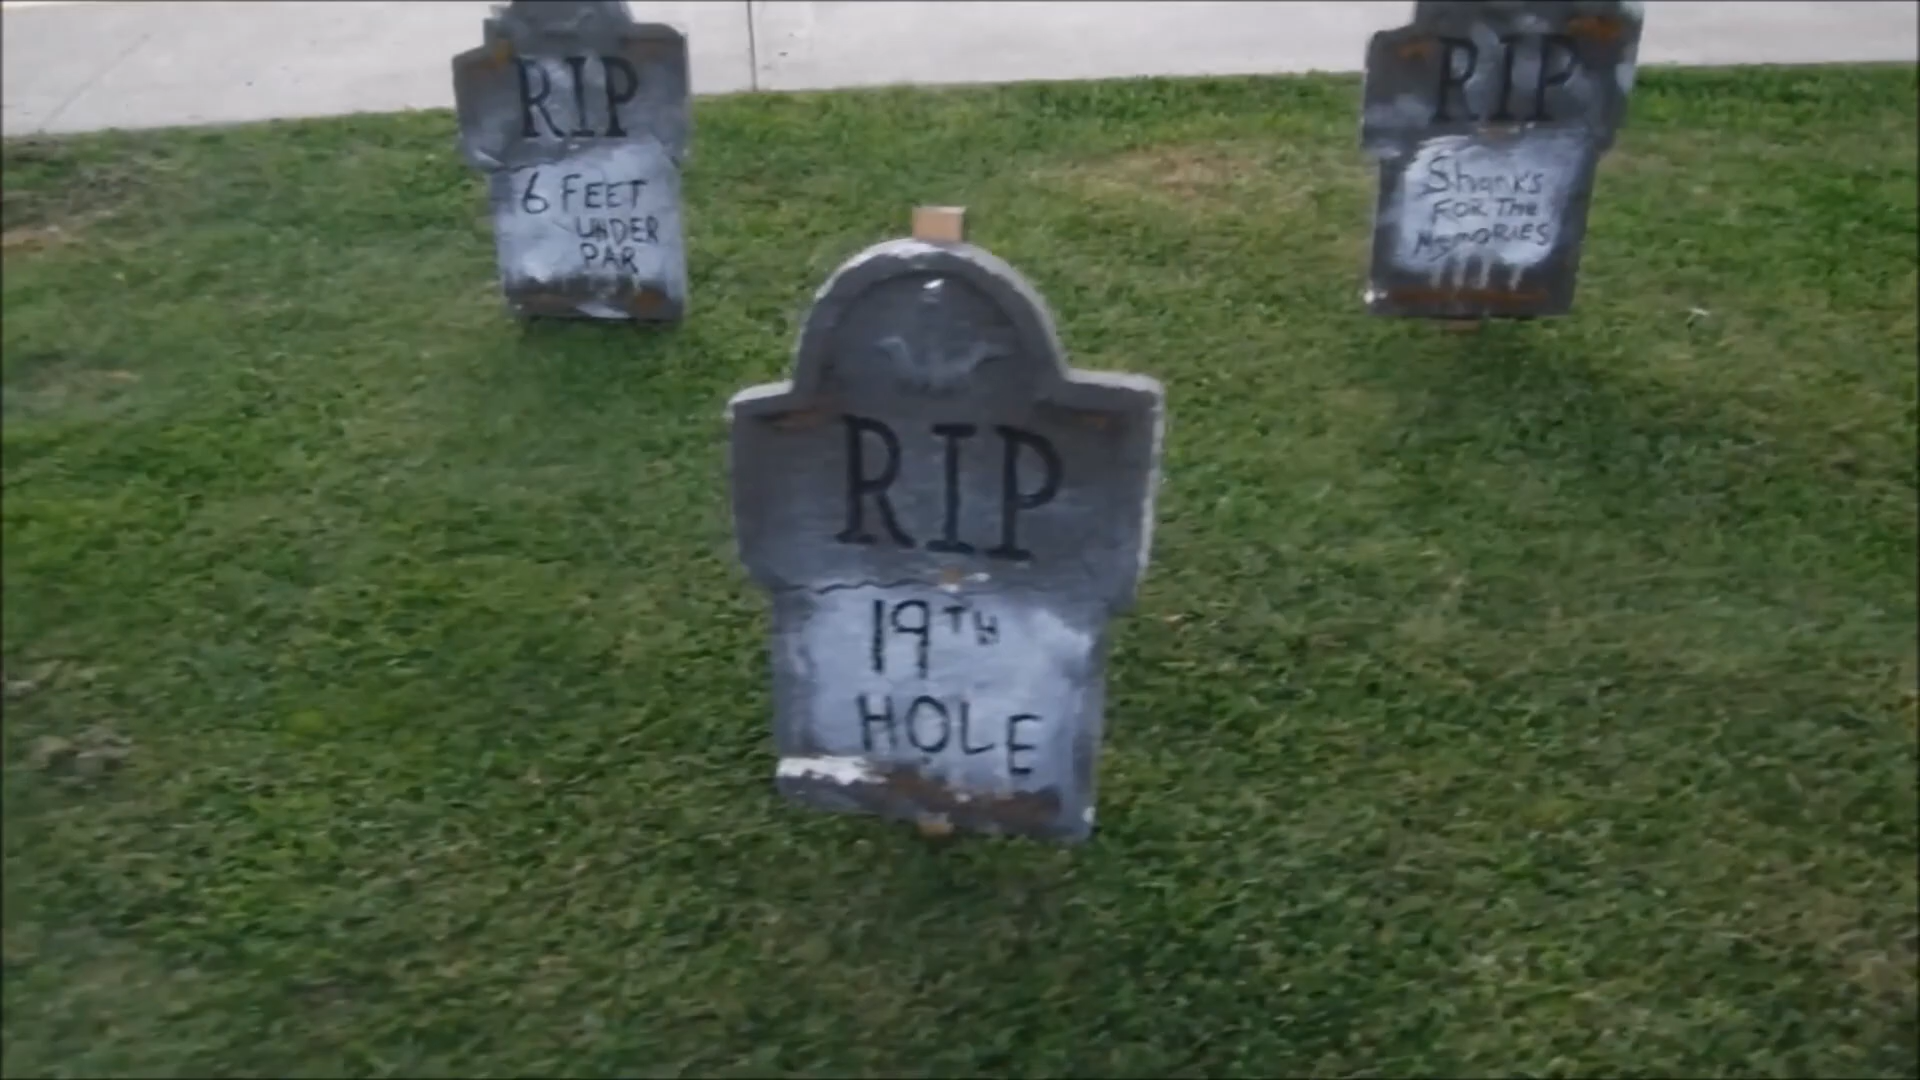 RIP
6 FEET
UNDER
PAR
RIP
Shanks
FOR The
MemORIES
RIP
19TH
HOLE